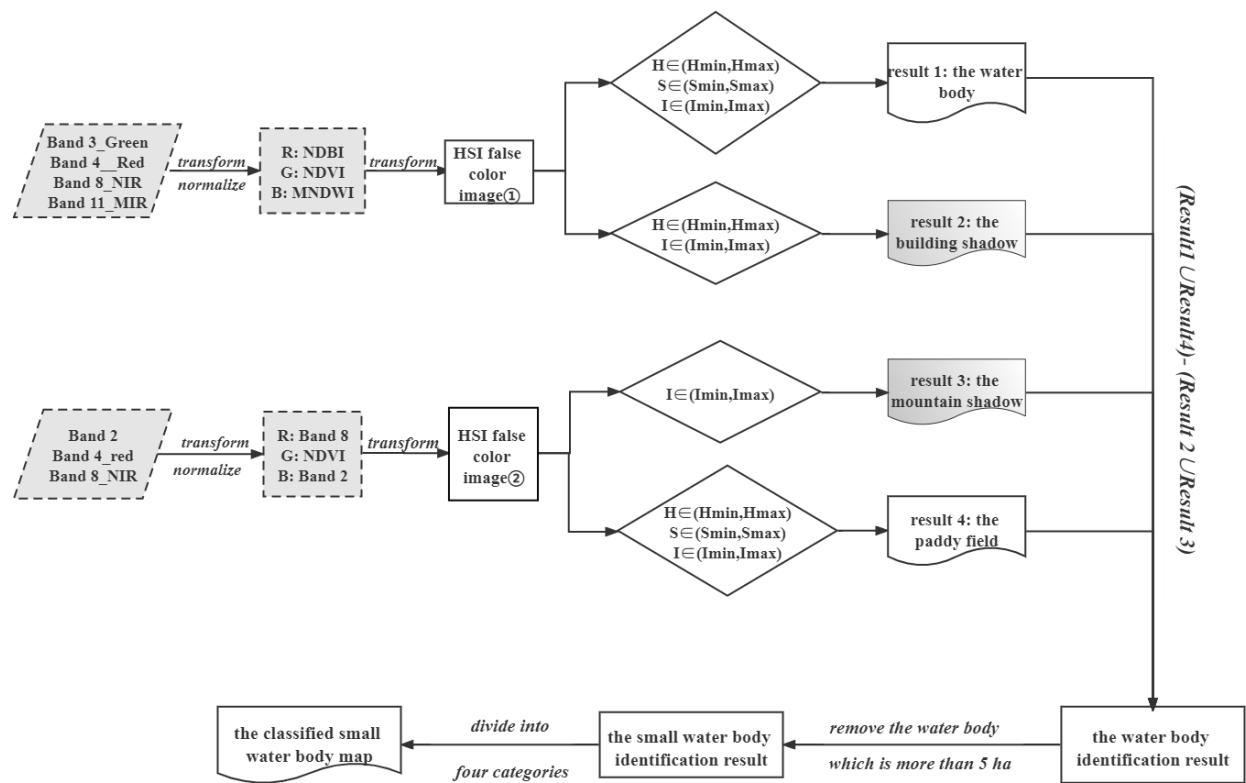 Band 3_Green
Band 4__Red
Band 8_NIR
Band 11_MIR
transform
normalize
R: NDBI
G: NDVI
B: MNDWI
transform
HSI false
color
image①
H∈(Hmin,Hmax)
S∈(Smin,Smax)
I∈(Imin,Imax)
result 1: the water
body
H∈(Hmin,Hmax)
I∈(Imin,Imax)
result 2: the
building shadow
Band 2
Band 4_red
Band 8_NIR
transform
normalize
R: Band 8
G: NDVI
B: Band 2
transform
HSI false
color
image②
I∈(Imin,Imax)
result 3: the
mountain shadow
H∈(Hmin,Hmax)
S∈(Smin,Smax)
I∈(Imin,Imax)
result 4: the
paddy field
(Result1 ∪Result4)- (Result 2 ∪Result 3)
the water body
identification result
remove the water body
which is more than 5 ha
the small water body
identification result
divide into
four categories
the classified small
water body map